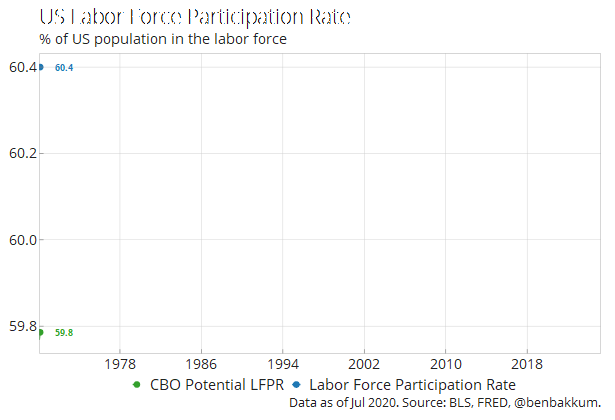 US Labor Force Participation Rate
% of US population in the labor force
60.4
60.4
60.2
60.0
59.8
59.8
1978 1986 1994 2002 2010 2018
CBO Potential LFPR Labor Force Participation Rate
Data as of Jul 2020. Source: BLS, FRED, @benbakkum.